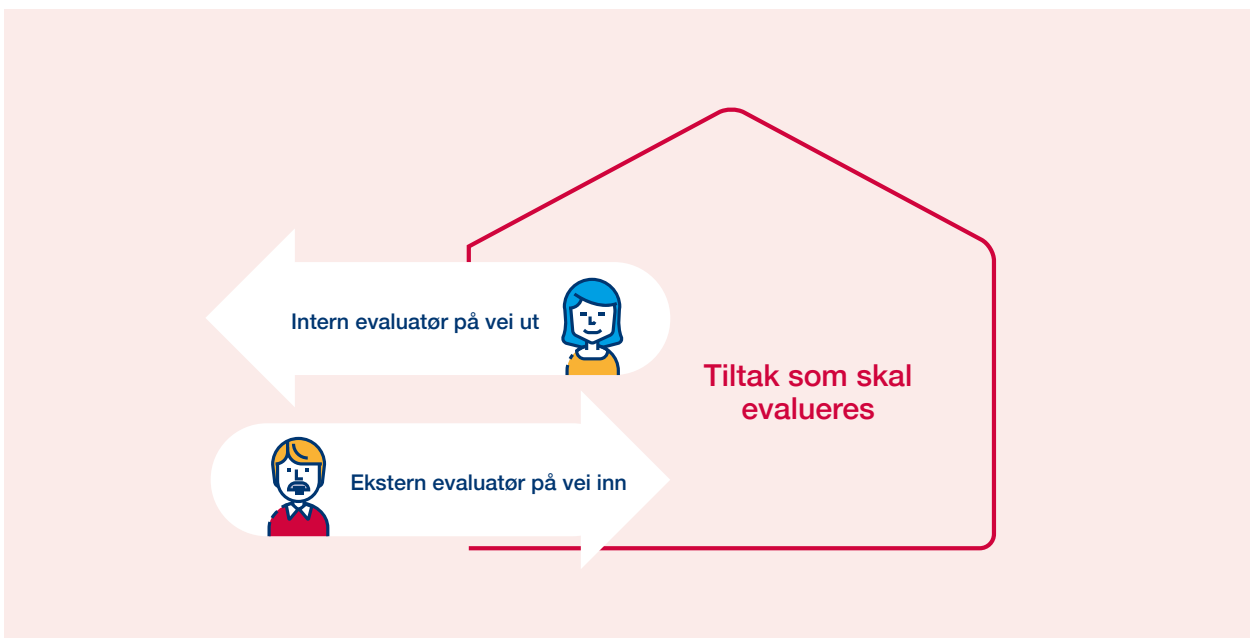 Intern evaluatør på vei ut
Tiltak som skal
evalueres
Ekstern evaluatør på vei inn